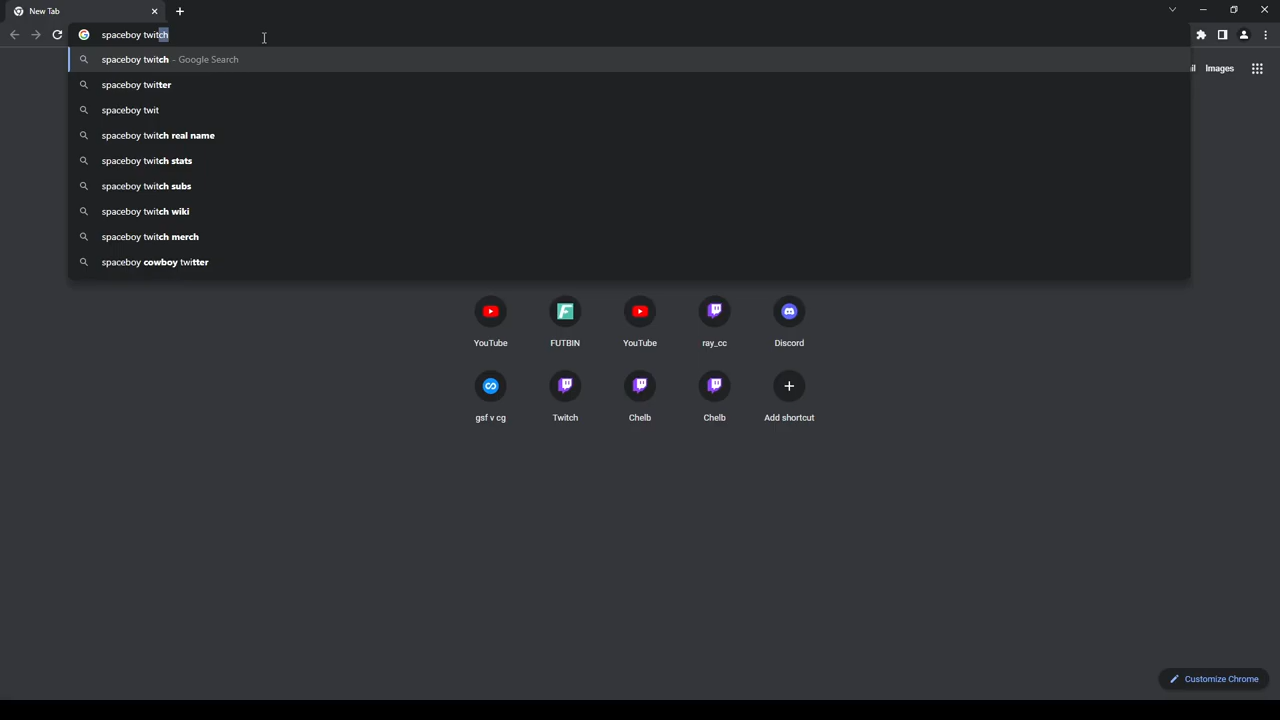 New Tab
spaceboy twitch
spaceboy twitch - Google Search
spaceboy twitter
il Images
spaceboy twit
spaceboy twitch real name
spaceboy twitch stats
spaceboy twitch subs
spaceboy twitch wiki
spaceboy twitch merch
spaceboy cowboy twitter
YouTube FUTBIN YouTube ray_cc Discord
gsf v cg Twitch Chelb Chelb Add shortcut
Customize Chrome